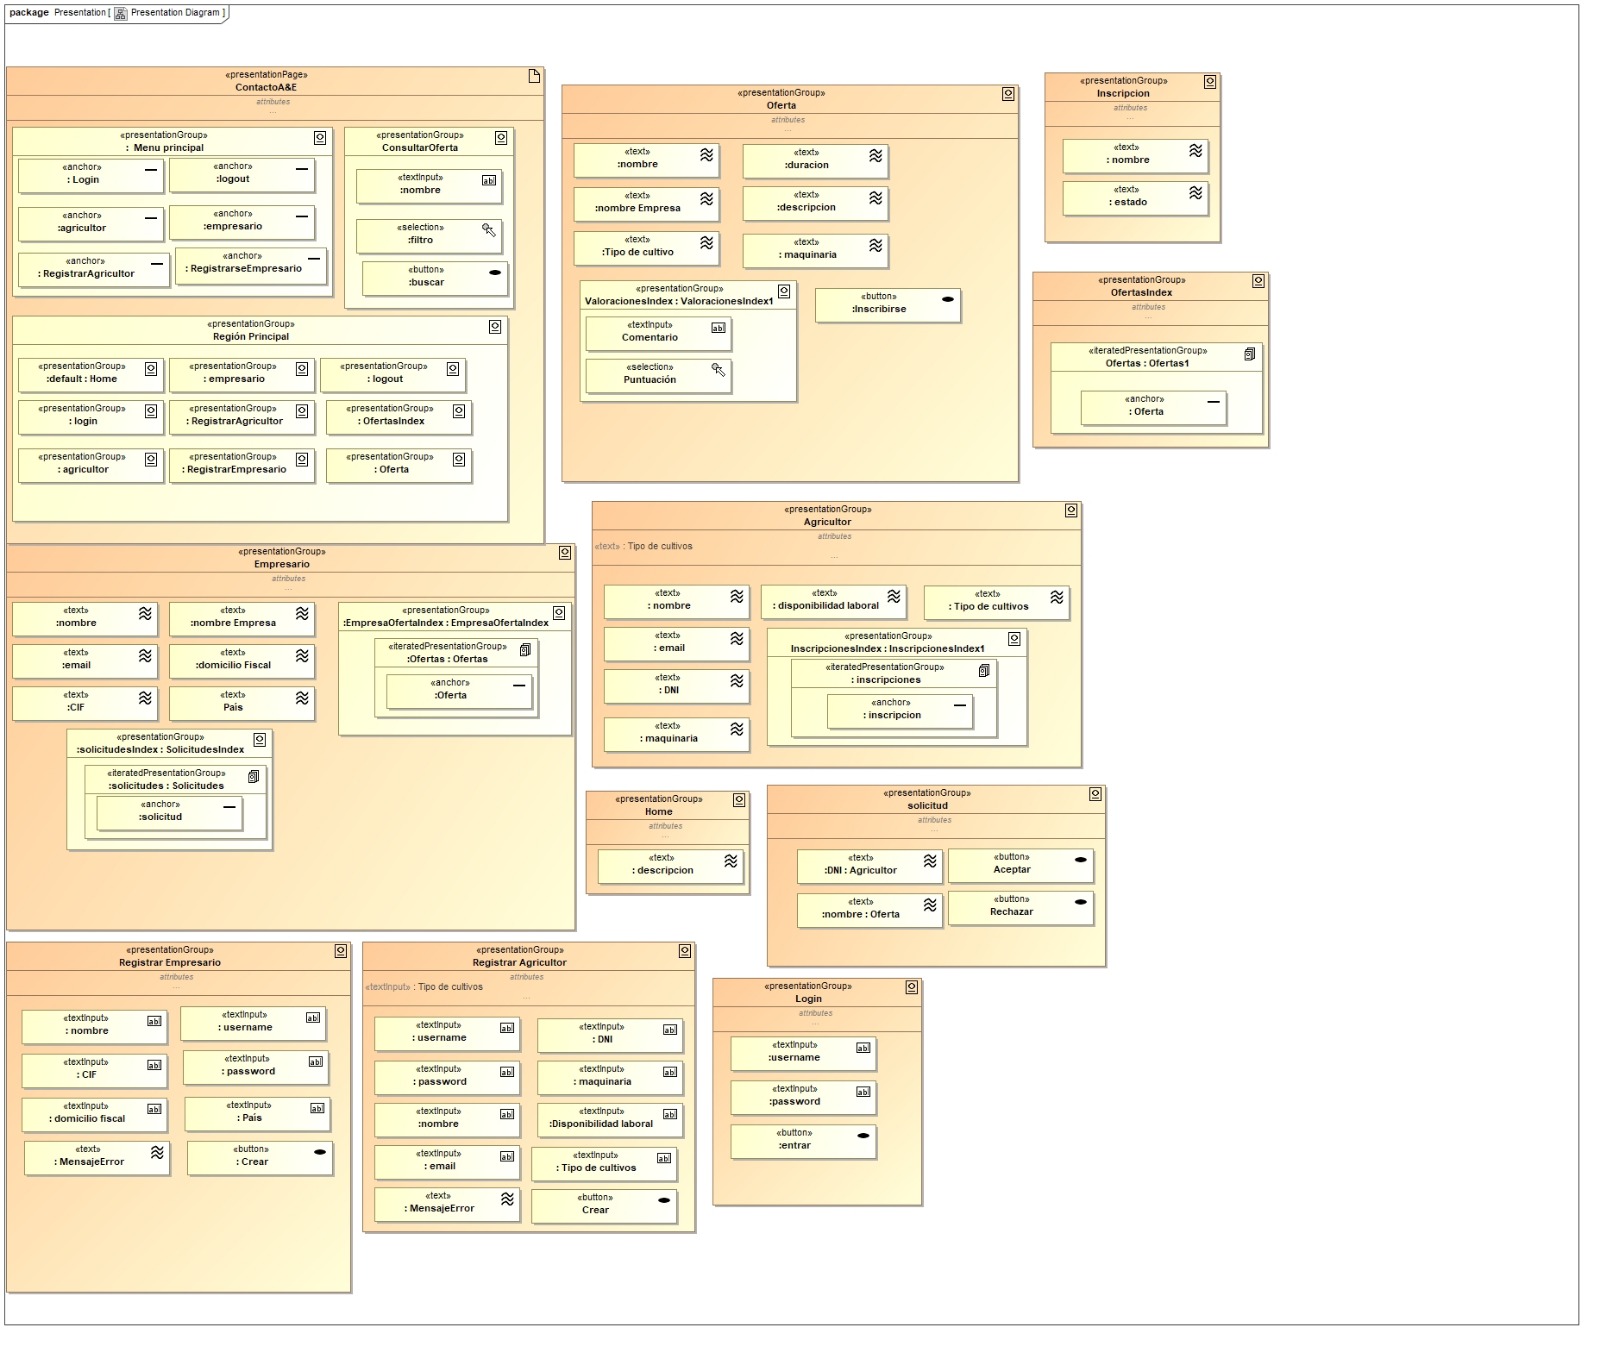 package Presentation [ Presentation Diagram ]
«presentationPage»
ContactoA&E
attributes
...
«presentationGroup»
: Menu principal
«anchor»
: Login
«anchor»
:logout
«anchor»
:agricultor
«anchor»
:empresario
«anchor»
: RegistrarAgricultor
«anchor»
: RegistrarseEmpresario
«presentationGroup»
ConsultarOferta
«textInput»
:nombre
«selection»
:filtro
«button»
:buscar
«presentationGroup»
Región Principal
«presentationGroup»
:default : Home
«presentationGroup»
: empresario
«presentationGroup»
: logout
«presentationGroup»
: login
«presentationGroup»
: RegistrarAgricultor
«presentationGroup»
: OfertasIndex
«presentationGroup»
: agricultor
«presentationGroup»
: RegistrarEmpresario
«presentationGroup»
: Oferta
«presentationGroup»
Oferta
attributes
...
«text»
:nombre
«text»
:duracion
«text»
:nombre Empresa
«text»
:descripcion
«text»
:Tipo de cultivo
«text»
: maquinaria
«presentationGroup»
ValoracionesIndex : ValoracionesIndex1
«textInput»
Comentario
«selection»
Puntuación
«button»
:Inscribirse
«presentationGroup»
Inscripcion
attributes
...
«text»
: nombre
«text»
: estado
«presentationGroup»
OfertasIndex
attributes
...
«iteratedPresentationGroup»
Ofertas : Ofertas1
«anchor»
: Oferta
«presentationGroup»
Empresario
attributes
...
«text»
:nombre
«text»
:nombre Empresa
«text»
:email
«text»
:domicilio Fiscal
«text»
:CIF
«text»
País
«presentationGroup»
:EmpresaOfertaIndex : EmpresaOfertaIndex
«iteratedPresentationGroup»
:Ofertas : Ofertas
«anchor»
:Oferta
«presentationGroup»
:solicitudesIndex : SolicitudesIndex
«iteratedPresentationGroup»
:solicitudes : Solicitudes
«anchor»
:solicitud
«presentationGroup»
Agricultor
attributes
«text» : Tipo de cultivos
...
«text»
: nombre
«text»
: disponibilidad laboral
«text»
: Tipo de cultivos
«text»
: email
«text»
: DNI
«text»
: maquinaria
«presentationGroup»
InscripcionesIndex : InscripcionesIndex1
«iteratedPresentationGroup»
: inscripciones
«anchor»
: inscripcion
«presentationGroup»
Home
attributes
...
«text»
: descripcion
«presentationGroup»
solicitud
attributes
...
«text»
:DNI : Agricultor
«button»
Aceptar
«text»
:nombre : Oferta
«button»
Rechazar
«presentationGroup»
Registrar Empresario
attributes
...
«textInput»
: nombre
«textInput»
: username
«textInput»
: CIF
«textInput»
: password
«textInput»
: domicilio fiscal
«textInput»
: País
«text»
: MensajeError
«button»
: Crear
«presentationGroup»
Registrar Agricultor
attributes
«textInput» : Tipo de cultivos
...
«textInput»
: username
«textInput»
: DNI
«textInput»
: password
«textInput»
: maquinaria
«textInput»
:nombre
«textInput»
:Disponibilidad laboral
«textInput»
: email
«textInput»
: Tipo de cultivos
«text»
: MensajeError
«button»
Crear
«presentationGroup»
Login
attributes
...
«textInput»
:username
«textInput»
:password
«button»
:entrar